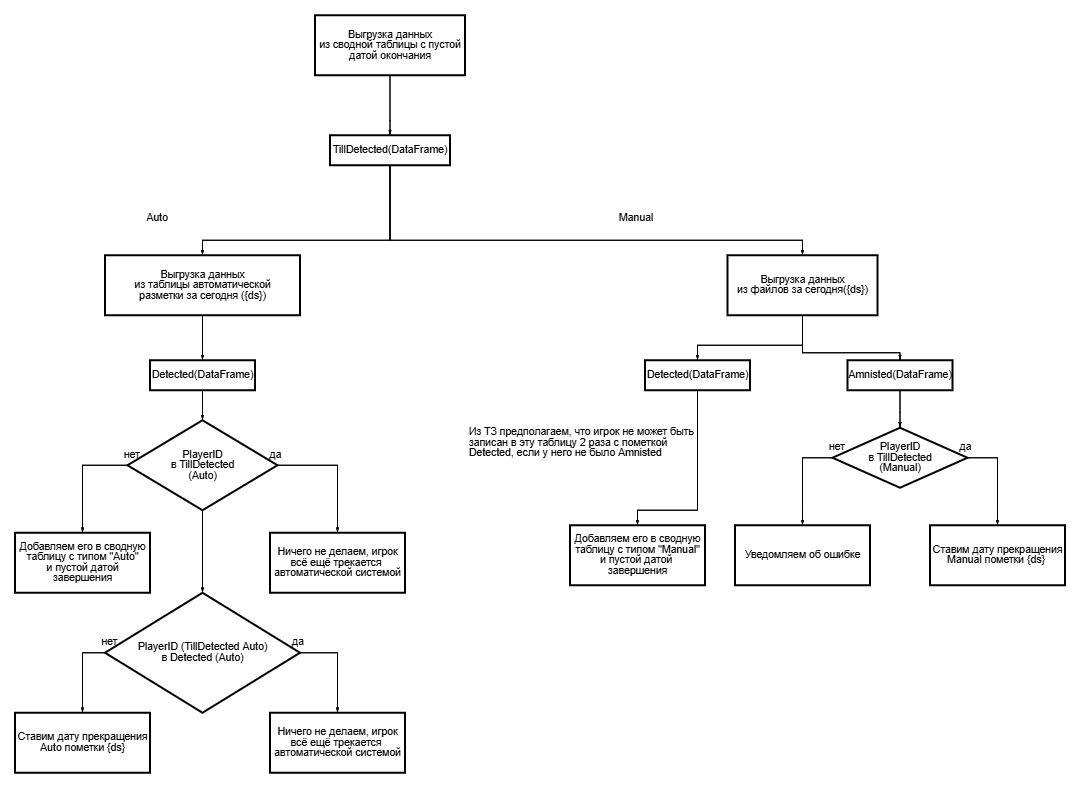 Выгрузка данных
из сводной таблицы с пустой
датой окончания
TillDetected(DataFrame)
Auto
Manual
Выгрузка данных
из таблицы автоматической
разметки за сегодня ({ds})
Выгрузка данных
из файлов за сегодня({ds})
Detected(DataFrame)
Detected(DataFrame)
Amnisted(DataFrame)
Из ТЗ предполагаем, что игрок не может быть
записан в эту таблицу 2 раза с пометкой
Detected, если у него не было Amnisted
нет
PlayerID
в TillDetected
(Auto)
да
нет
PlayerID
в TillDetected
(Manual)
да
Добавляем его в сводную
таблицу с типом "Auto"
и пустой датой
завершения
Ничего не делаем, игрок
всё ещё трекается
автоматической системой
Добавляем его в сводную
таблицу с типом "Manual"
и пустой датой
завершения
Уведомляем об ошибке
Ставим дату прекращения
Manual пометки {ds}
нет
PlayerID (TillDetected Auto)
в Detected (Auto)
да
Ставим дату прекращения
Auto пометки {ds}
Ничего не делаем, игрок
всё ещё трекается
автоматической системой